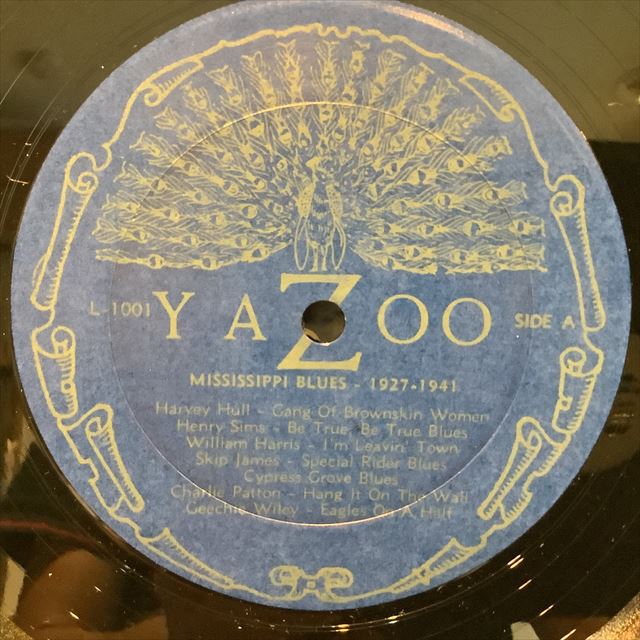 L-1001 YAZOO SIDE A
MISSISSIPPI BLUES - 1927-1941
Harvey Hull - Gang Of Brownskin Women
Henry Sims - Be True Be True Blues
William Harris - I'm Leavin' Town
Skip James - Special Rider Blues
Cypress Grove Blues
Charlie Patton - Hang It On The Wall
Geechie Wiley - Eagles On A Half